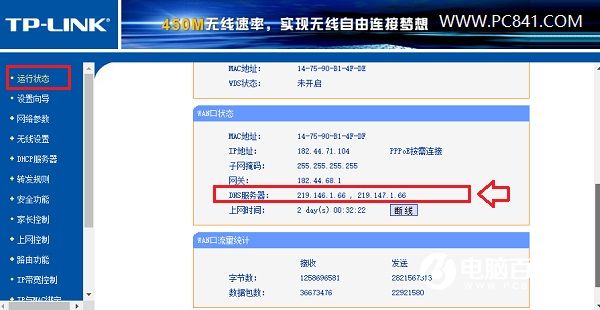 TP-LINK
450M无线速率，实现无线自由连接梦想
WWW.PC841.COM
运行状态
设置向导
网络参数
无线设置
DHCP服务器
转发规则
安全功能
家长控制
上网控制
路由功能
IP带宽控制
IP与MAC绑定
MAC地址: 14-75-90-B1-4F-DE
WDS状态: 未开启
WAN口状态
MAC地址: 14-75-90-B1-4F-DF
IP地址: 182.44.71.104 PPPoE按需连接
子网掩码: 255.255.255.255
网关: 182.44.68.1
DNS服务器: 219.146.1.66 , 219.147.1.66
上网时间: 2 day(s) 00:32:22 断线
WAN口流量统计
接收 发送
字节数: 1258696581 2821567313
数据包数: 36673476 22921580